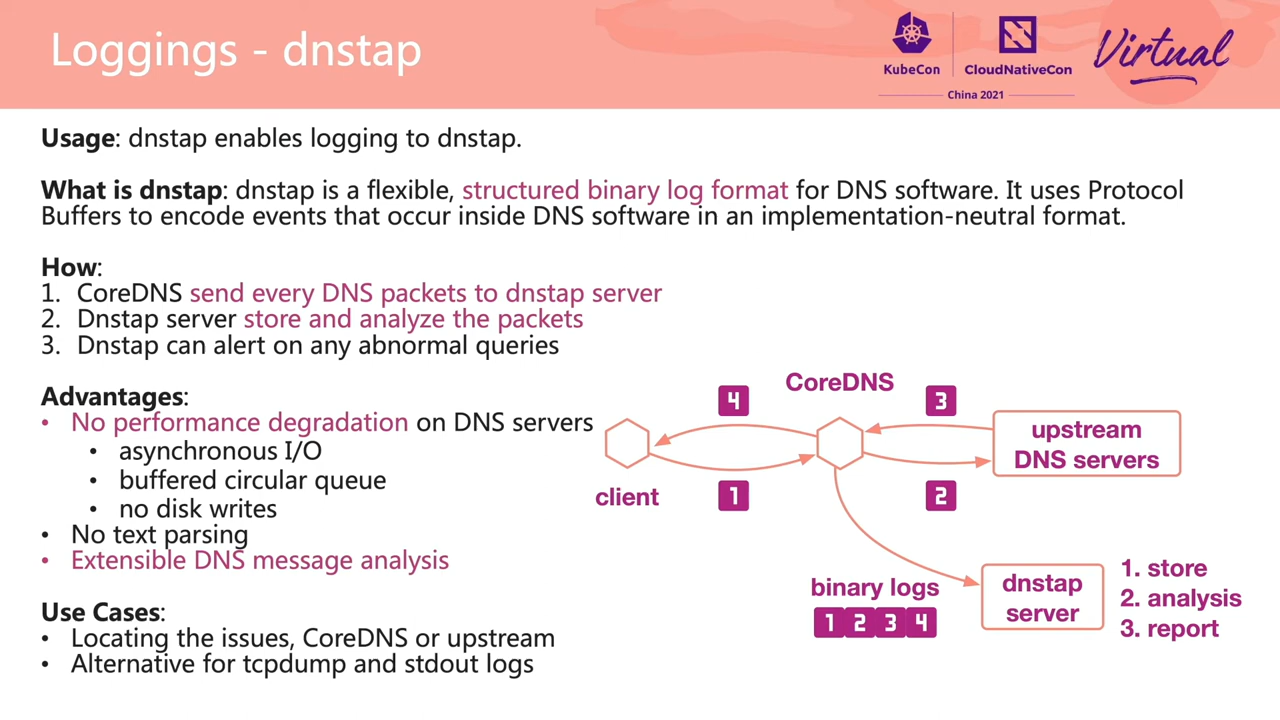 Loggings - dnstap
KubeCon
CloudNativeCon
China 2021
Virtual
Usage: dnstap enables logging to dnstap.
What is dnstap: dnstap is a flexible, structured binary log format for DNS software. It uses Protocol
Buffers to encode events that occur inside DNS software in an implementation-neutral format.
How:
1. CoreDNS send every DNS packets to dnstap server
2. Dnstap server store and analyze the packets
3. Dnstap can alert on any abnormal queries
Advantages:
• No performance degradation on DNS servers
• asynchronous I/O
• buffered circular queue
• no disk writes
• No text parsing
• Extensible DNS message analysis
Use Cases:
• Locating the issues, CoreDNS or upstream
• Alternative for tcpdump and stdout logs
CoreDNS
4
3
upstream
DNS servers
client
1
2
binary logs
1 2 3 4
dnstap
server
1. store
2. analysis
3. report